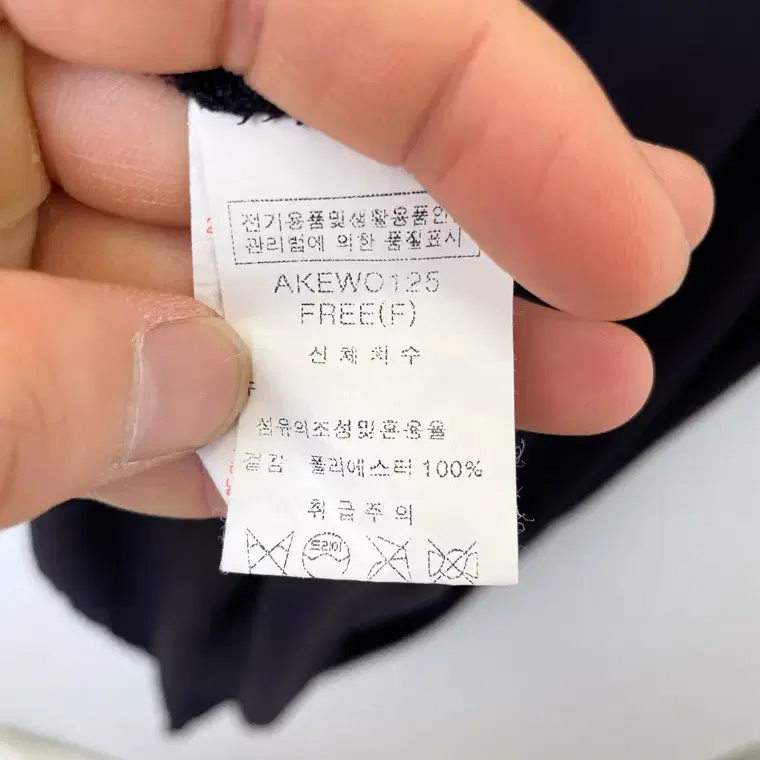 전기용품및생활용품안
관리법에 의한 품질표시
AKEWO125
FREE(F)
신체치수
섬유의조성및혼용율
겉감 폴리에스터 100%
취급주의
드라이